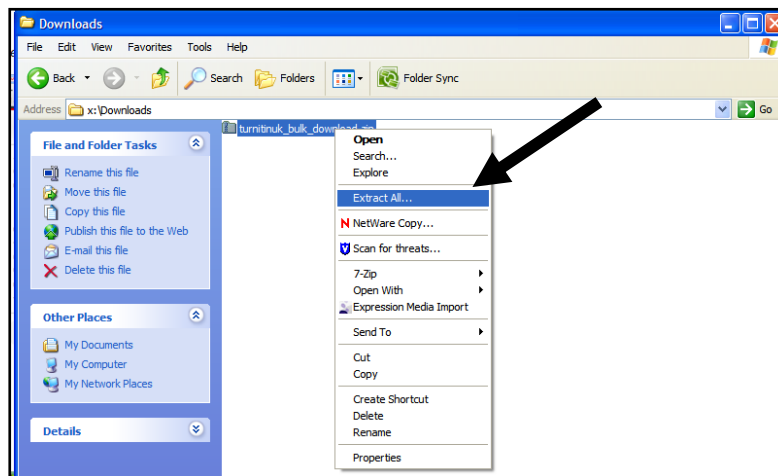 Downloads
File Edit View Favorites Tools Help
Back Search Folders Folder Sync
Address x:\Downloads Go
File and Folder Tasks
Rename this file
Move this file
Copy this file
Publish this file to the Web
E-mail this file
Delete this file
Other Places
My Documents
My Computer
My Network Places
Details
turnitinuk_bulk_download.zip
Open
Search...
Explore
Extract All...
NetWare Copy...
Scan for threats...
7-Zip
Open With
Expression Media Import
Send To
Cut
Copy
Create Shortcut
Delete
Rename
Properties